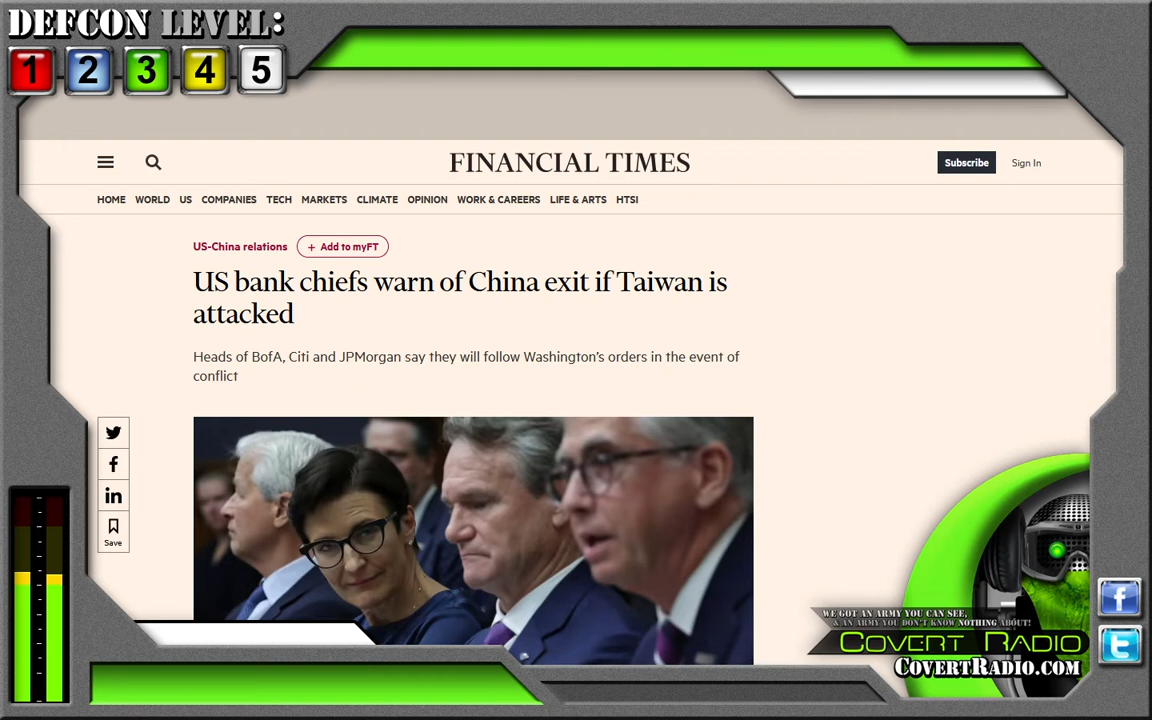 DEFCON LEVEL:
1 2 3 4 5
FINANCIAL TIMES
Subscribe
Sign In
HOME WORLD US COMPANIES TECH MARKETS CLIMATE OPINION WORK & CAREERS LIFE & ARTS HTSI
US-China relations
+ Add to myFT
US bank chiefs warn of China exit if Taiwan is
attacked
Heads of BofA, Citi and JPMorgan say they will follow Washington's orders in the event of
conflict
f
in
Save
WE GOT AN ARMY YOU CAN SEE,
& AN ARMY YOU DON'T KNOW NOTHING ABOUT!
COVERT RADIO
COVERTRADIO.COM
f
t